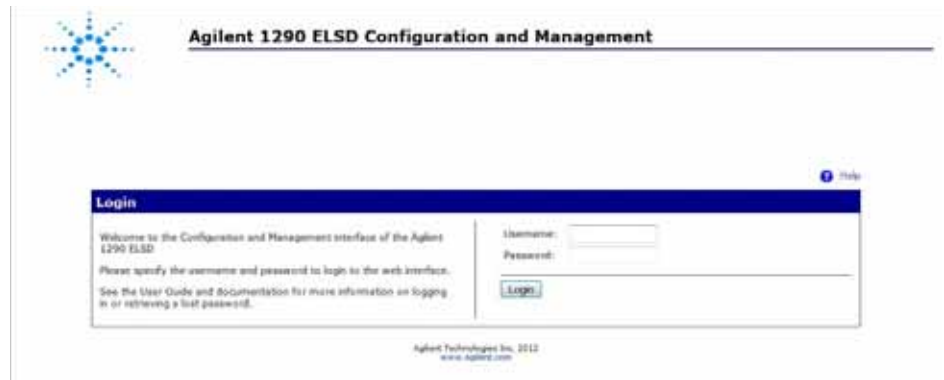 Agilent 1290 ELSD Configuration and Management
Help
Login
Welcome to the Configuration and Management interface of the Agilent
1290 ELSD
Please specify the username and password to login to the web interface.
See the User Guide and documentation for more information on logging
in or retrieving a lost password.
Username:
Password:
Login
Agilent Technologies Inc, 2012
www.agilent.com